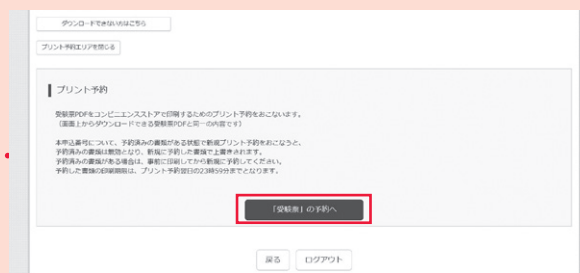 ダウンロードできない方はこちら
プリント予約エリアを閉じる
プリント予約
受験票PDFをコンビニエンスストアで印刷するためのプリント予約をおこないます。
（画面上からダウンロードできる受験票PDFと同一の内容です）
本申込番号について、予約済みの書類がある状態で新規プリント予約をおこなうと、
予約済みの書類は無効となり、新規に予約した書類で上書きされます。
予約済みの書類がある場合は、事前に印刷してから新規に予約してください。
予約した書類の印刷期限は、プリント予約翌日の23時59分までとなります。
「受験票」の予約へ
戻る ログアウト